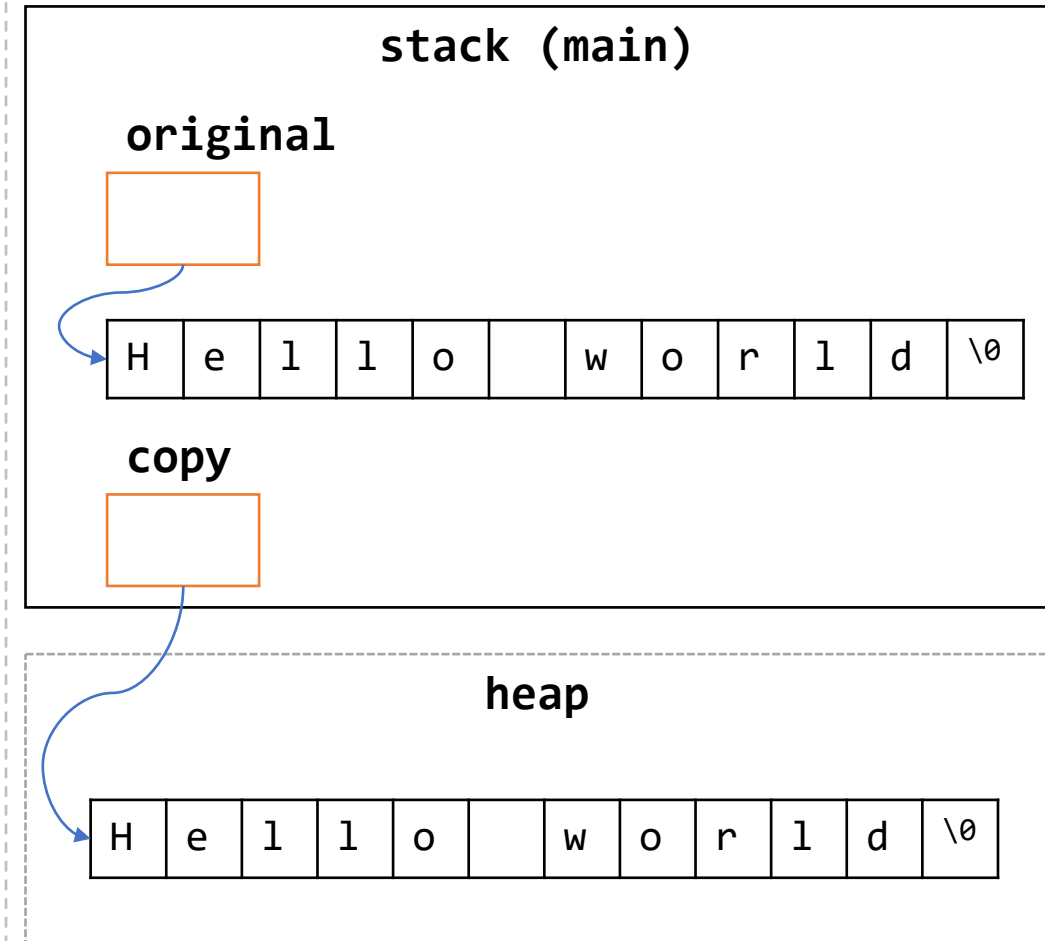 stack (main)
original
H e l l o w o r l d \0
copy
heap
H e l l o w o r l d \0